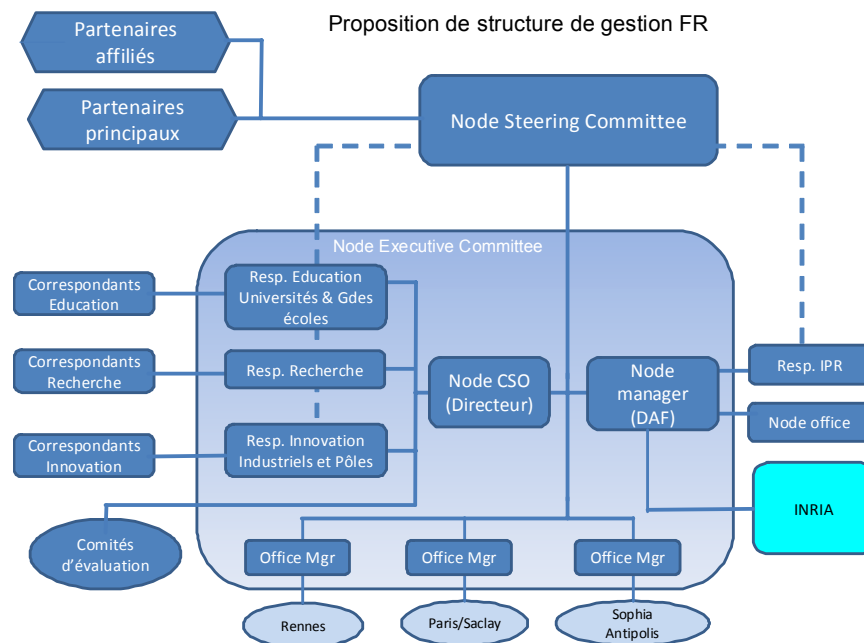 Proposition de structure de gestion FR
Partenaires
affiliés
Partenaires
principaux
Node Steering Committee
Node Executive Committee
Correspondants
Education
Resp. Education
Universités & Gdes
écoles
Correspondants
Recherche
Resp. Recherche
Correspondants
Innovation
Resp. Innovation
Industriels et Pôles
Node CSO
(Directeur)
Node
manager
(DAF)
Resp. IPR
Node office
INRIA
Comités
d’évaluation
Office Mgr
Office Mgr
Office Mgr
Rennes
Paris/Saclay
Sophia
Antipolis